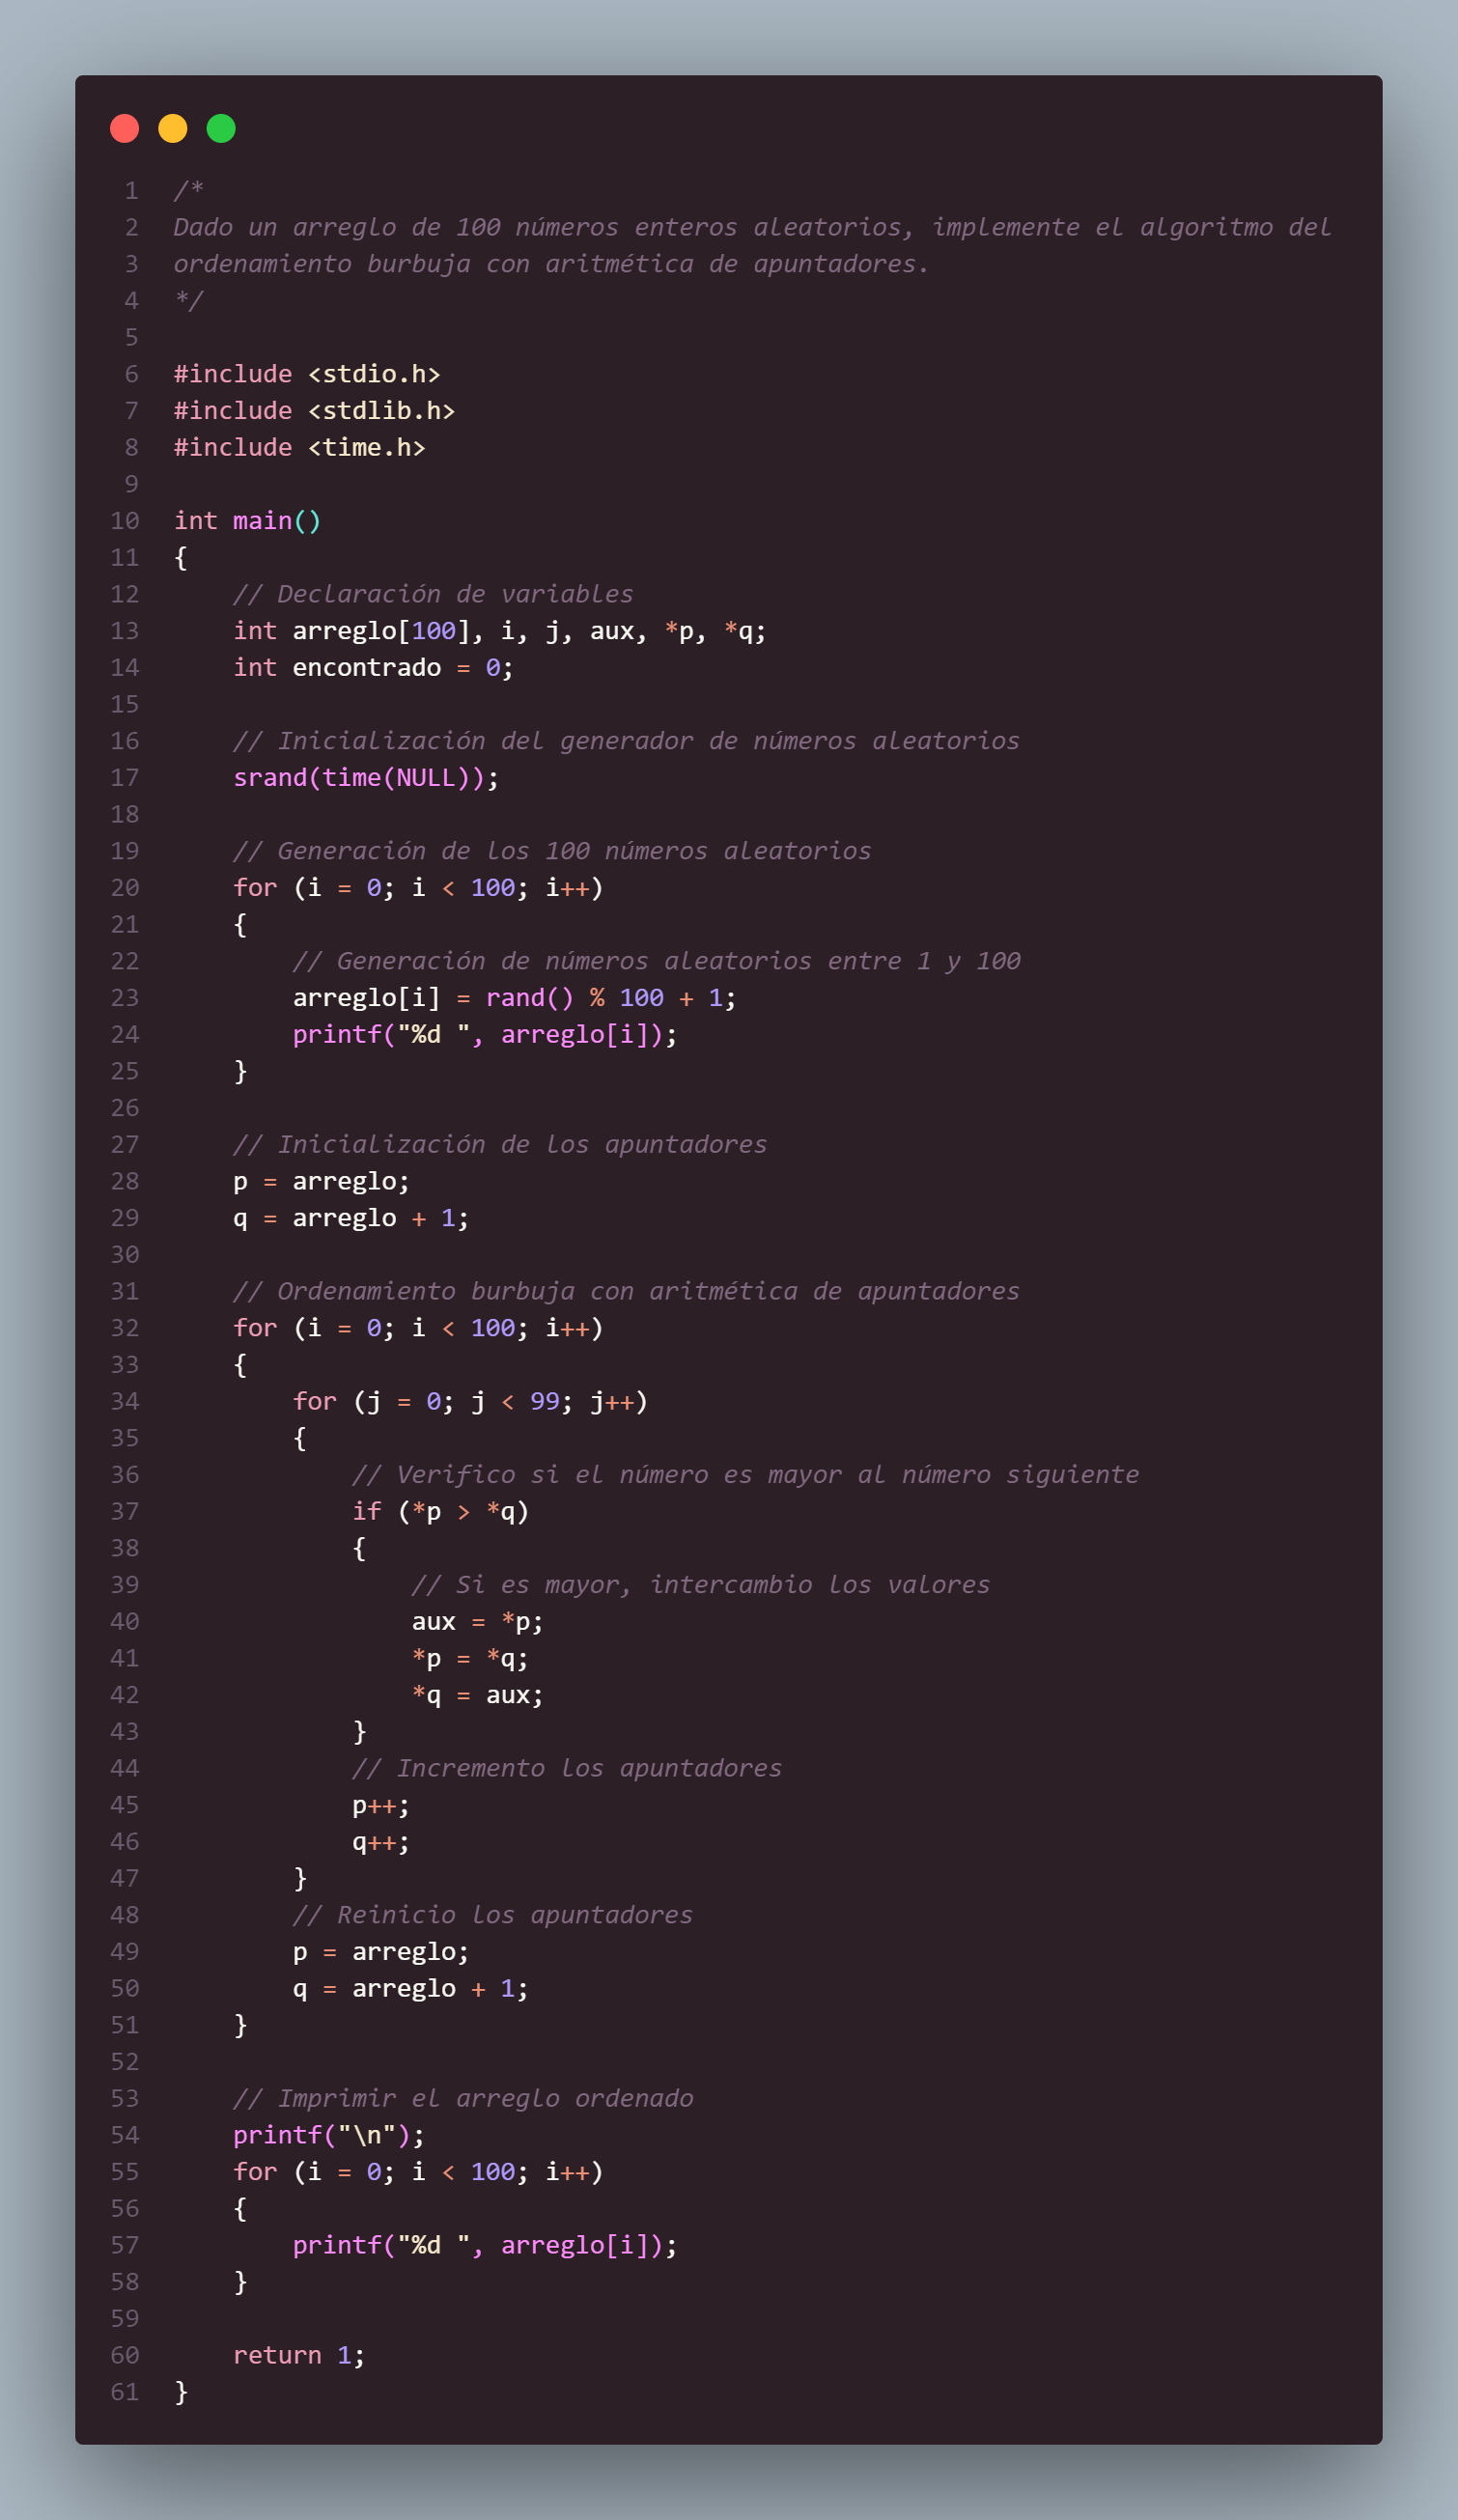 1 /*
2 Dado un arreglo de 100 números enteros aleatorios, implemente el algoritmo del
3 ordenamiento burbuja con aritmética de apuntadores.
4 */
5
6 #include <stdio.h>
7 #include <stdlib.h>
8 #include <time.h>
9
10 int main()
11 {
12     // Declaración de variables
13     int arreglo[100], i, j, aux, *p, *q;
14     int encontrado = 0;
15
16     // Inicialización del generador de números aleatorios
17     srand(time(NULL));
18
19     // Generación de los 100 números aleatorios
20     for (i = 0; i < 100; i++)
21     {
22         // Generación de números aleatorios entre 1 y 100
23         arreglo[i] = rand() % 100 + 1;
24         printf("%d ", arreglo[i]);
25     }
26
27     // Inicialización de los apuntadores
28     p = arreglo;
29     q = arreglo + 1;
30
31     // Ordenamiento burbuja con aritmética de apuntadores
32     for (i = 0; i < 100; i++)
33     {
34         for (j = 0; j < 99; j++)
35         {
36             // Verifico si el número es mayor al número siguiente
37             if (*p > *q)
38             {
39                 // Si es mayor, intercambio los valores
40                 aux = *p;
41                 *p = *q;
42                 *q = aux;
43             }
44             // Incremento los apuntadores
45             p++;
46             q++;
47         }
48         // Reinicio los apuntadores
49         p = arreglo;
50         q = arreglo + 1;
51     }
52
53     // Imprimir el arreglo ordenado
54     printf("\n");
55     for (i = 0; i < 100; i++)
56     {
57         printf("%d ", arreglo[i]);
58     }
59
60     return 1;
61 }